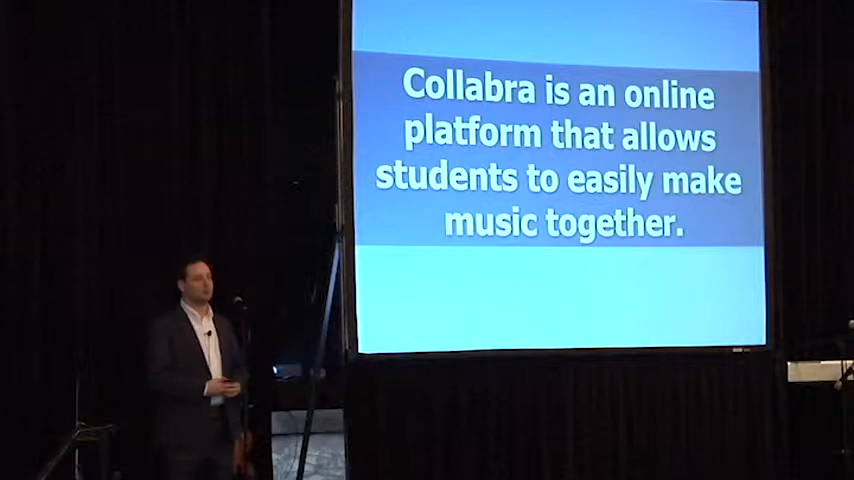 Collabra is an online
platform that allows
students to easily make
music together.